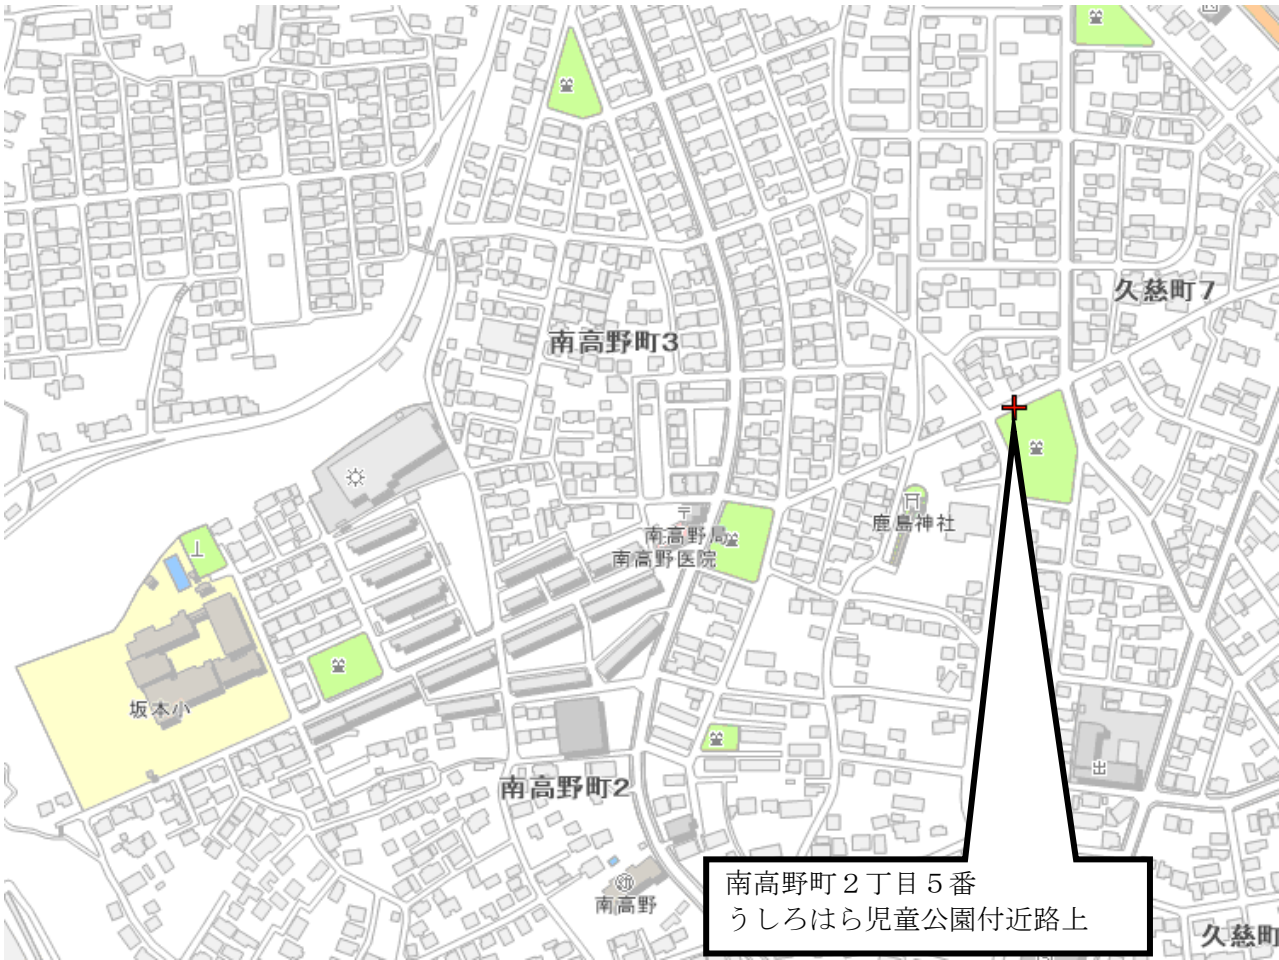 久慈町7
南高野町3
鹿島神社
南高野局
南高野医院
坂本小
南高野町2
南高野
南高野町２丁目５番
うしろはら児童公園付近路上
久慈町